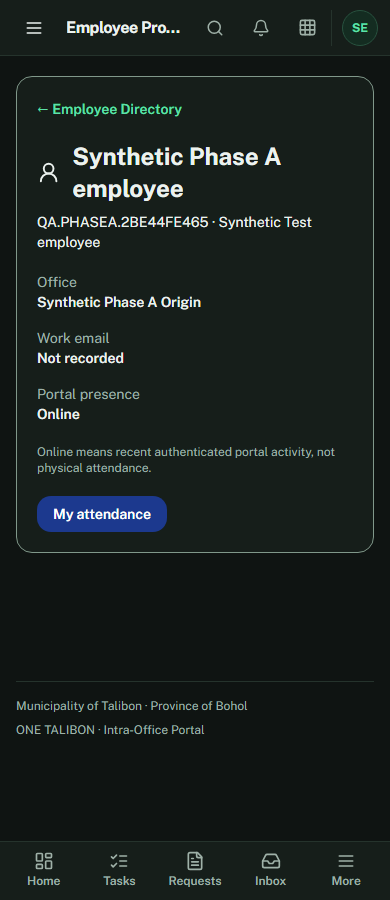 Employee Pro...
SE
← Employee Directory
Synthetic Phase A
employee
QA.PHASEA.2BE44FE465 · Synthetic Test
employee
Office
Synthetic Phase A Origin
Work email
Not recorded
Portal presence
Online
Online means recent authenticated portal activity, not
physical attendance.
My attendance
Municipality of Talibon · Province of Bohol
ONE TALIBON · Intra-Office Portal
Home
Tasks
Requests
Inbox
More